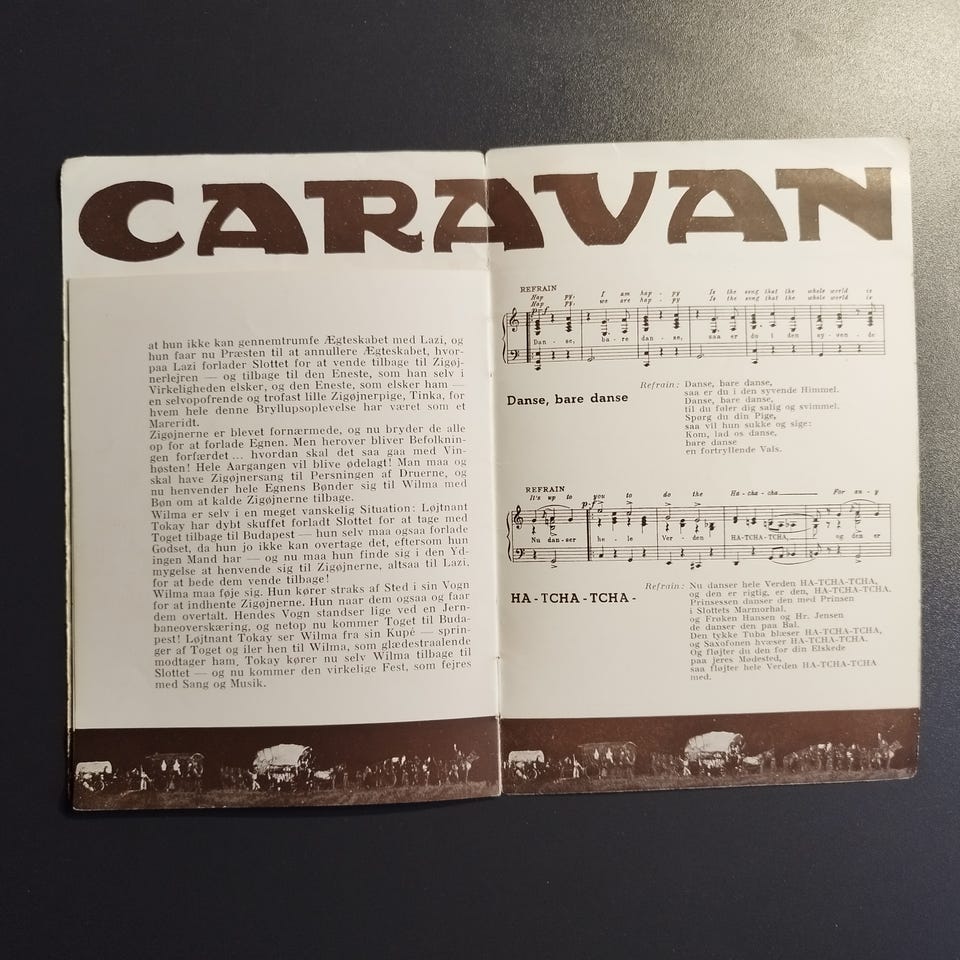 CARAVAN
at hun ikke kan gennemtrumfe Ægteskabet med Lazi, og
hun faar nu Præsten til at annullere Ægteskabet, hvor-
paa Lazi forlader Slottet for at vende tilbage til Zigøj-
nerlejren — og tilbage til den Eneste, som han selv i
Virkeligheden elsker, og den Eneste, som elsker ham —
en selvopofrende og trofast lille Zigøjnerpige, Tinka, for
hvem hele denne Bryllupsoplevelse har været som et
Mareridt.
Zigøjnerne er blevet fornærmede, og nu bryder de alle
op for at forlade Egnen. Men herover bliver Befolknin-
gen forfærdet ... hvordan skal det saa gaa med Vin-
høsten! Hele Aargangen vil blive ødelagt! Man maa og
skal have Zigøjnersang til Persningen af Druerne, og
nu henvender hele Egnens Bønder sig til Wilma med
Bøn om at kalde Zigøjnerne tilbage.
Wilma er selv i en meget vanskelig Situation: Løjtnant
Tokay har dybt skuffet forladt Slottet for at tage med
Toget tilbage til Budapest — hun selv maa ogsaa forlade
Godset, da hun jo ikke kan overtage det, eftersom hun
ingen Mand har — og nu maa hun finde sig i den Yd-
mygelse at henvende sig til Zigøjnerne, altsaa til Lazi,
for at bede dem vende tilbage!
Wilma maa føje sig. Hun kører straks af Sted i sin Vogn
for at indhente Zigøjnerne. Hun naar dem ogsaa og faar
dem overtalt. Hendes Vogn standser lige ved en Jern-
baneoverskæring, og netop nu kommer Toget til Buda-
pest! Løjtnant Tokay ser Wilma fra sin Kupé — sprin-
ger af Toget og iler hen til Wilma, som glædestraalende
modtager ham. Tokay kører nu selv Wilma tilbage til
Slottet — og nu kommer den virkelige Fest, som fejres
med Sang og Musik.
REFRAIN
Hap - py, I am hap - py Is the song that the whole world is
Hap py, we are hap - py Is the song that the whole world is
p-f
Dan - se, ba - re dan - se, saa er du i den sy - ven - de
Danse, bare danse
Refrain: Danse, bare danse,
saa er du i den syvende Himmel.
Danse, bare danse,
til du føler dig salig og svimmel.
Spørg du din Pige,
saa vil hun sukke og sige:
Kom, lad os danse,
bare danse
en fortryllende Vals.
REFRAIN
It's up to you to do the Ha-cha-cha For an-y
p-f
Nu dan-ser he - le Ver - den HA-TCHA-TCHA, og den er
HA - TCHA - TCHA -
Refrain: Nu danser hele Verden HA-TCHA-TCHA,
og den er rigtig, er den, HA-TCHA-TCHA.
Prinsessen danser den med Prinsen
i Slottets Marmorhal,
og Frøken Hansen og Hr. Jensen
de danser den paa Bal.
Den tykke Tuba blæser HA-TCHA-TCHA,
og Saxofonen hvæser HA-TCHA-TCHA.
Og fløjter du den for din Elskede
paa jeres Mødested,
saa fløjter hele Verden HA-TCHA-TCHA
med.